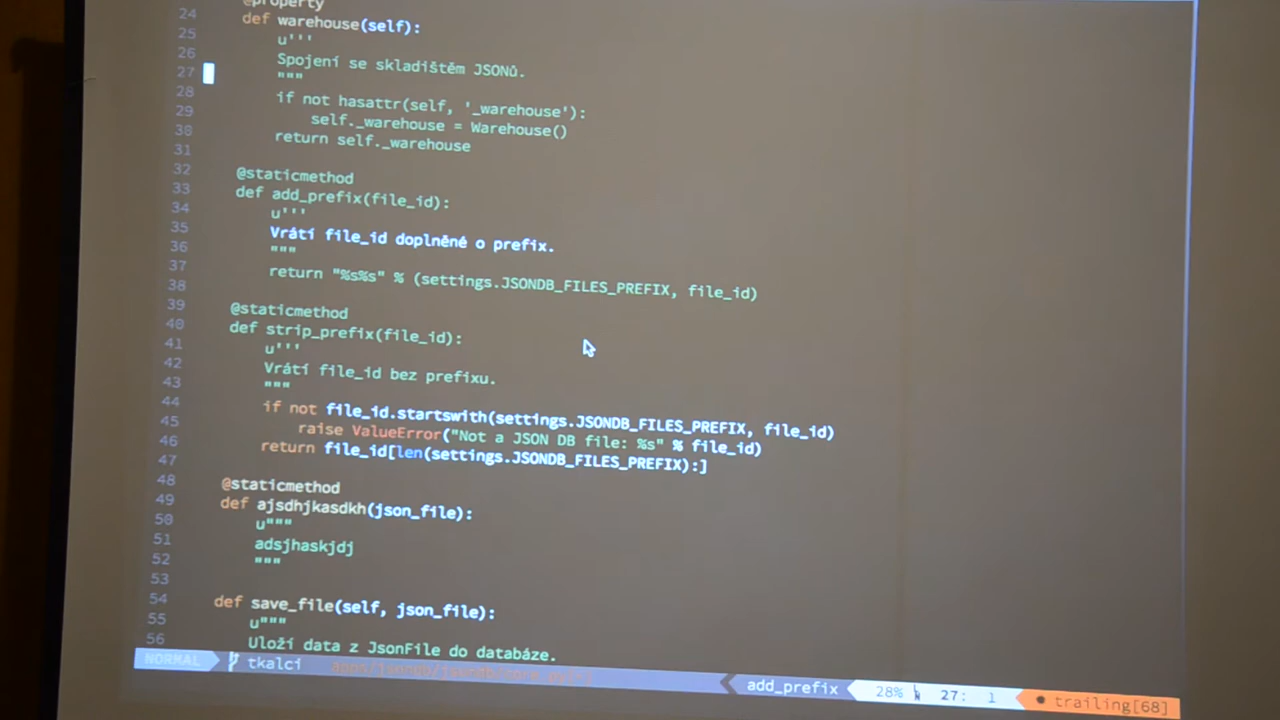 @property
24 def warehouse(self):
25 u'''
26 Spojení se skladištěm JSONů.
27 """
28 if not hasattr(self, '_warehouse'):
29 self._warehouse = Warehouse()
30 return self._warehouse
31
32 @staticmethod
33 def add_prefix(file_id):
34 u'''
35 Vrátí file_id doplněné o prefix.
36 """
37 return "%s%s" % (settings.JSONDB_FILES_PREFIX, file_id)
38
39 @staticmethod
40 def strip_prefix(file_id):
41 u'''
42 Vrátí file_id bez prefixu.
43 """
44 if not file_id.startswith(settings.JSONDB_FILES_PREFIX, file_id)
45 raise ValueError("Not a JSON DB file: %s" % file_id)
46 return file_id[len(settings.JSONDB_FILES_PREFIX):]
47
48 @staticmethod
49 def ajsdhjkasdkh(json_file):
50 u"""
51 adsjhaskjdj
52 """
53
54 def save_file(self, json_file):
55 u"""
56 Uloží data z JsonFile do databáze.
NORMAL tkalci add_prefix 28% 27: 1 trailing[68]